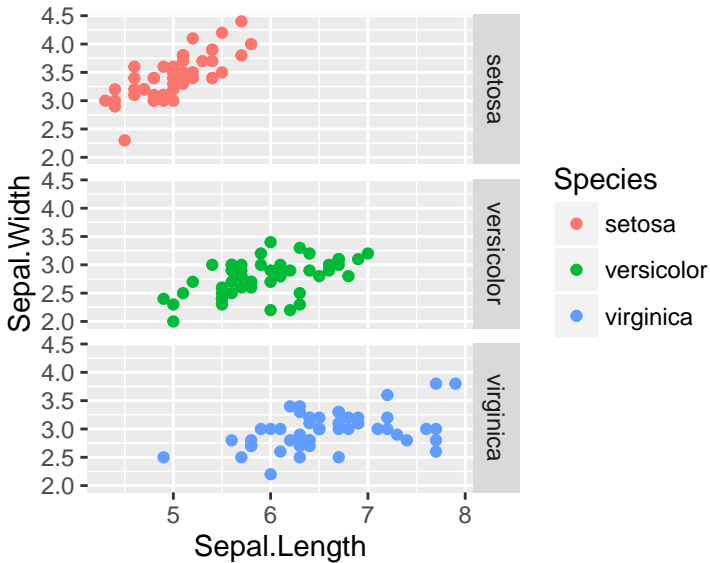 4.5
4.0
3.5
3.0
2.5
2.0
setosa
4.5
4.0
3.5
3.0
2.5
2.0
versicolor
4.5
4.0
3.5
3.0
2.5
2.0
virginica
Sepal.Width
5 6 7 8
Sepal.Length
Species
setosa
versicolor
virginica